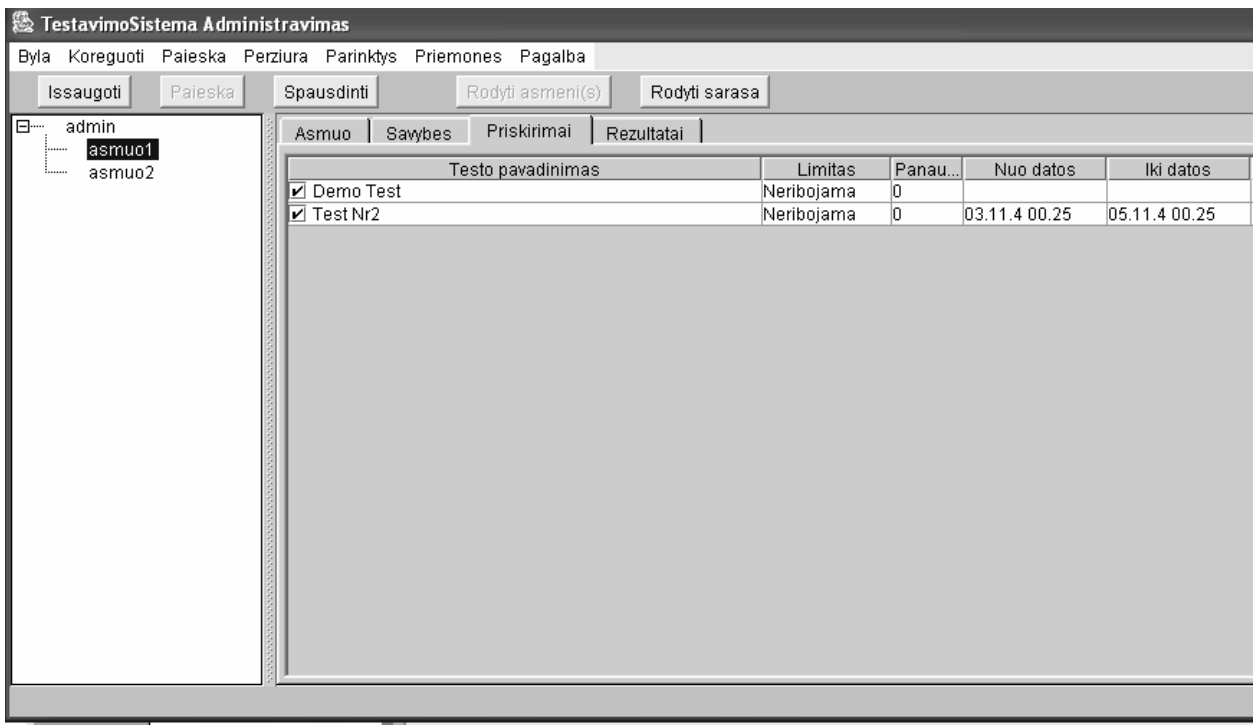 TestavimoSistema Administravimas
Byla Koreguoti Paieska Perziura Parinktys Priemones Pagalba
Issaugoti Paieska Spausdinti Rodyti asmeni(s) Rodyti sarasa
admin
asmuo1
asmuo2
Asmuo Savybes Priskirimai Rezultatai
Testo pavadinimas Limitas Panau... Nuo datos Iki datos
Demo Test Neribojama 0
Test Nr2 Neribojama 0 03.11.4 00.25 05.11.4 00.25